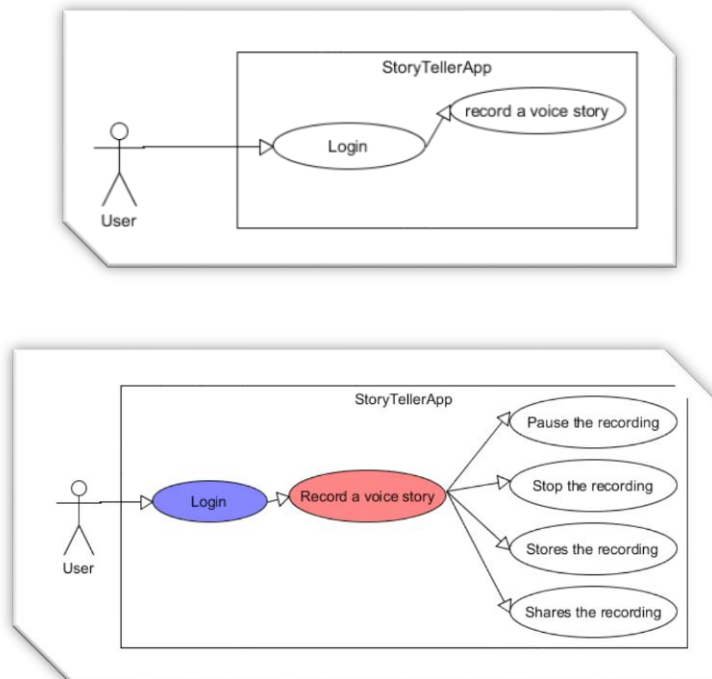 StoryTellerApp
record a voice story
Login
User
StoryTellerApp
Pause the recording
Stop the recording
Login
Record a voice story
Stores the recording
User
Shares the recording